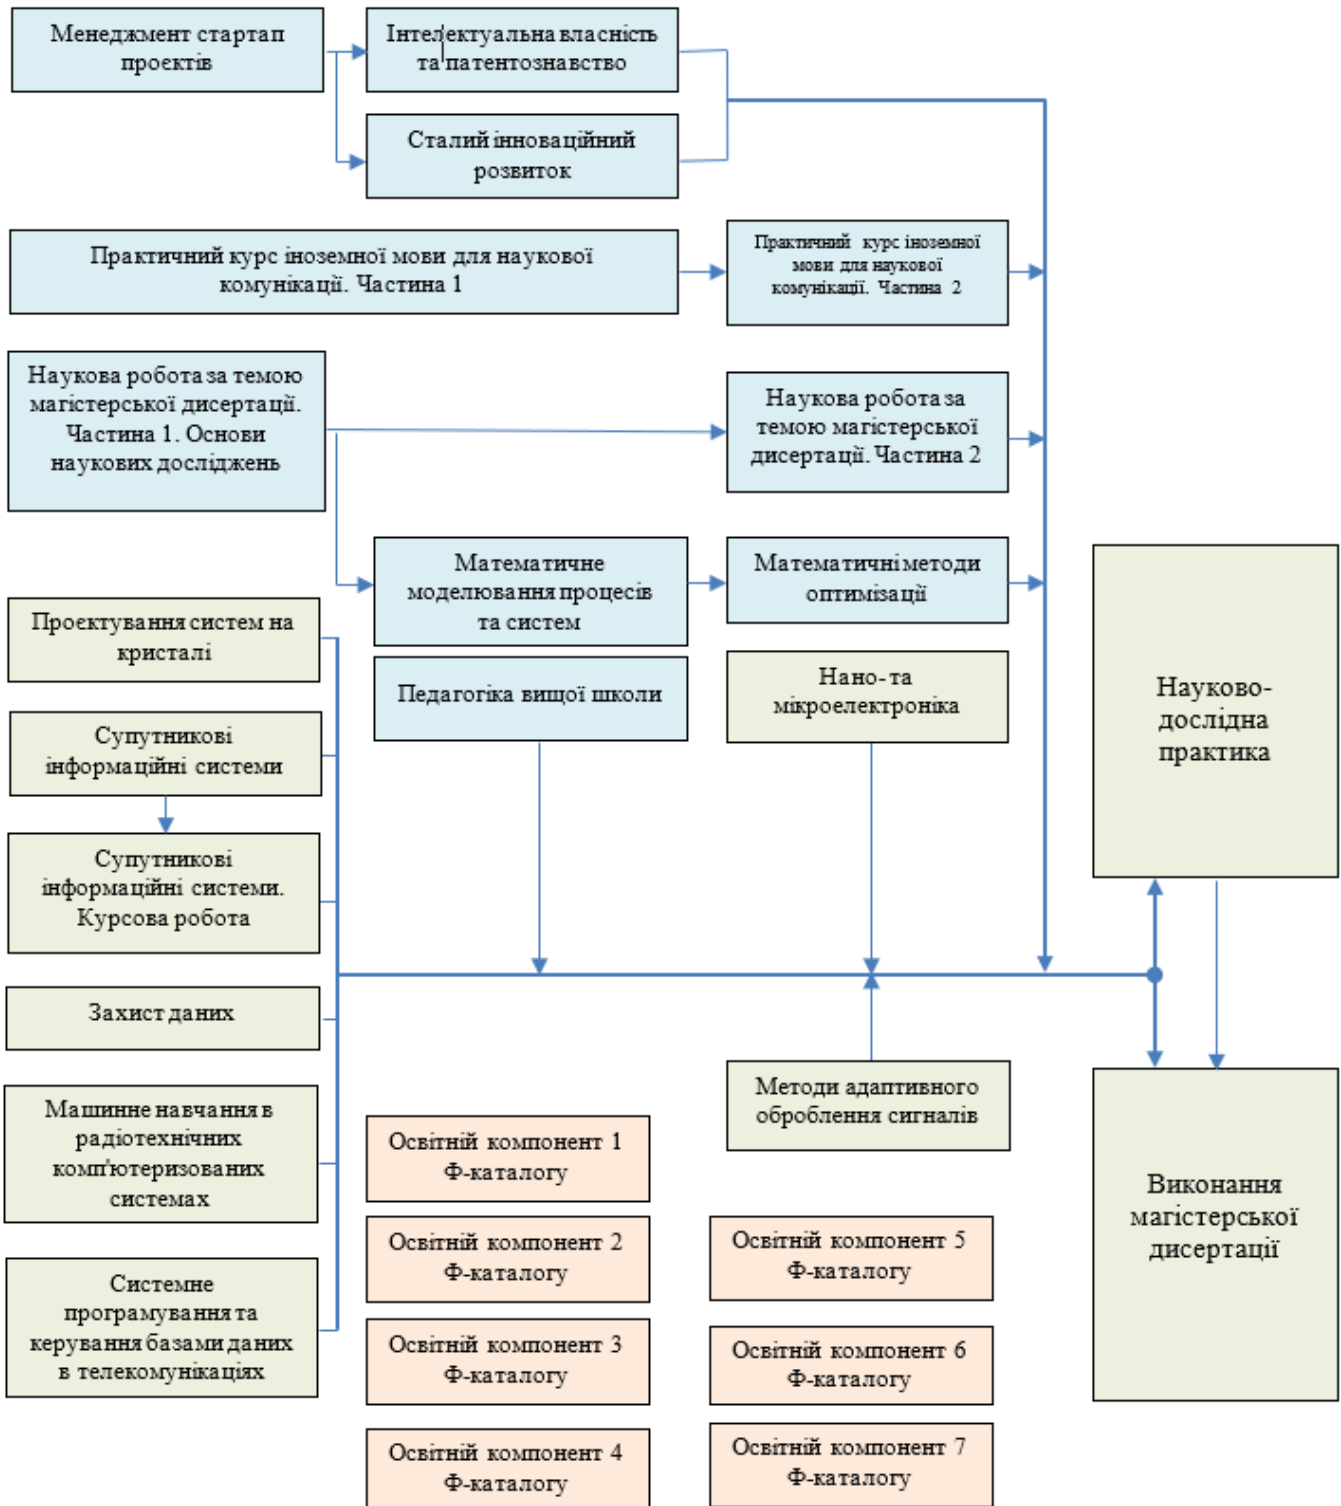 Менеджмент стартап
проєктів
Інтелектуальна власність
та патентознавство
Сталий інноваційний
розвиток
Практичний курс іноземної мови для наукової
комунікації. Частина 1
Практичний курс іноземної
мови для наукової
комунікації. Частина 2
Наукова робота за темою
магістерської дисертації.
Частина 1. Основи
наукових досліджень
Наукова робота за
темою магістерської
дисертації. Частина 2
Математичне
моделювання процесів
та систем
Математичні методи
оптимізації
Проєктування систем на
кристалі
Педагогіка вищої школи
Нано- та
мікроелектроніка
Науково-
дослідна
практика
Супутникові
інформаційні системи
Супутникові
інформаційні системи.
Курсова робота
Захист даних
Методи адаптивного
оброблення сигналів
Машинне навчання в
радіотехнічних
комп'ютеризованих
системах
Освітній компонент 1
Ф-каталогу
Виконання
магістерської
дисертації
Освітній компонент 2
Ф-каталогу
Освітній компонент 5
Ф-каталогу
Системне
програмування та
керування базами даних
в телекомунікаціях
Освітній компонент 3
Ф-каталогу
Освітній компонент 6
Ф-каталогу
Освітній компонент 4
Ф-каталогу
Освітній компонент 7
Ф-каталогу